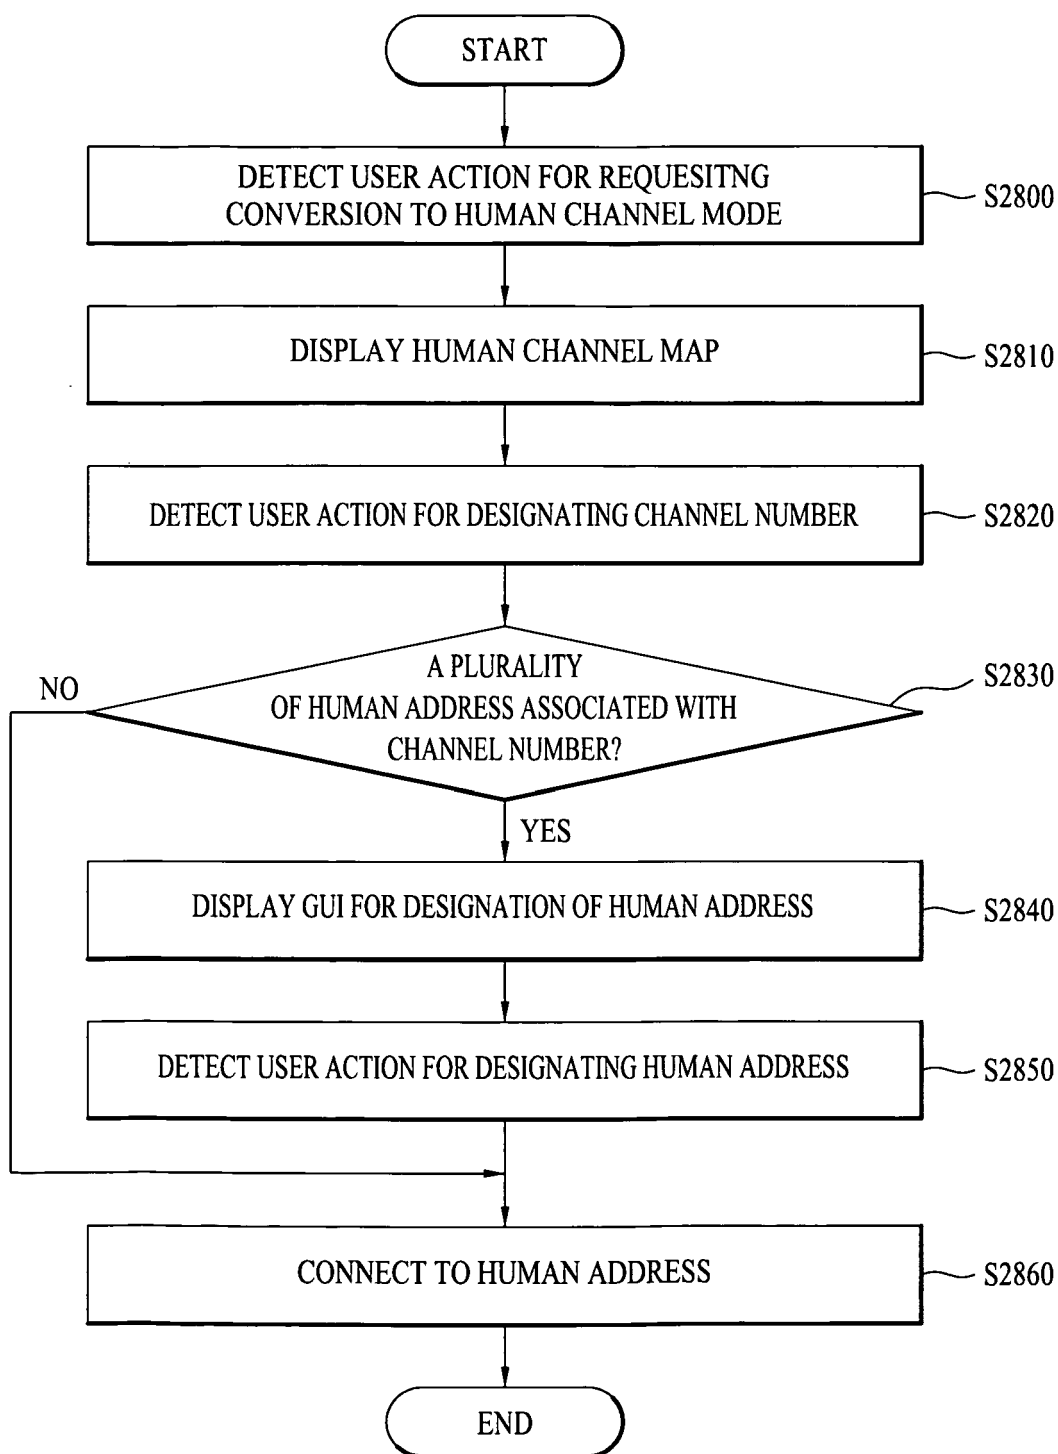 START
DETECT USER ACTION FOR REQUESITNG
CONVERSION TO HUMAN CHANNEL MODE
S2800
DISPLAY HUMAN CHANNEL MAP
S2810
DETECT USER ACTION FOR DESIGNATING CHANNEL NUMBER
S2820
A PLURALITY
OF HUMAN ADDRESS ASSOCIATED WITH
CHANNEL NUMBER?
S2830
NO
YES
DISPLAY GUI FOR DESIGNATION OF HUMAN ADDRESS
S2840
DETECT USER ACTION FOR DESIGNATING HUMAN ADDRESS
S2850
CONNECT TO HUMAN ADDRESS
S2860
END